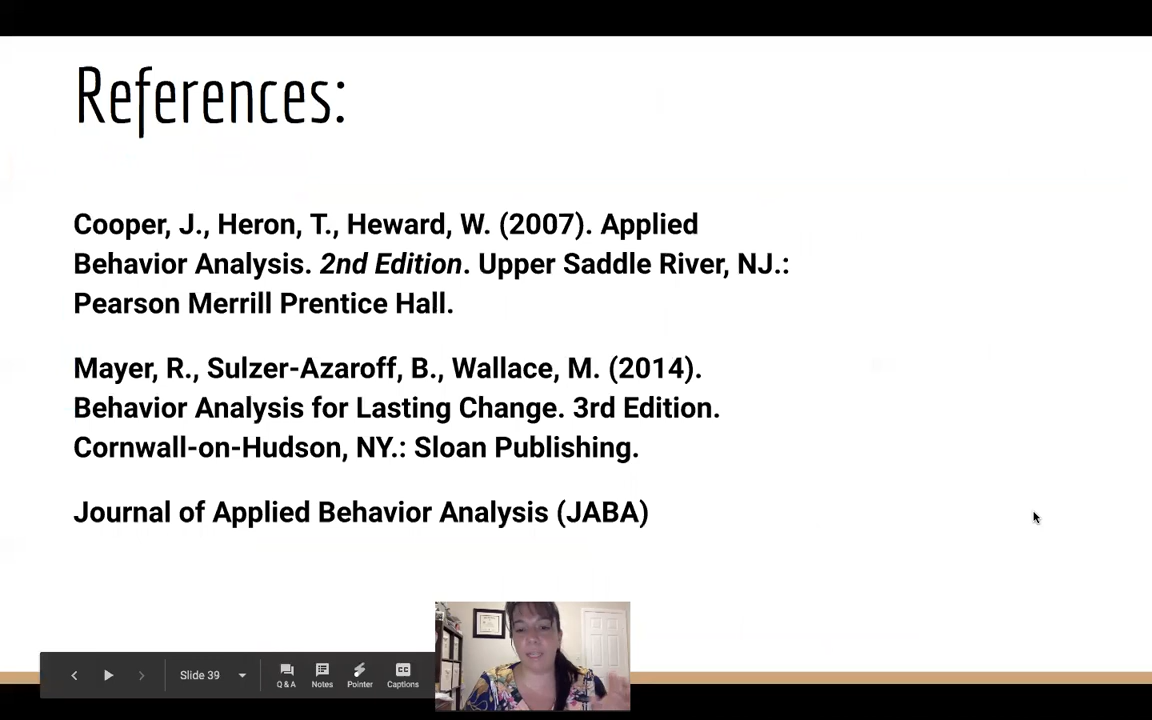 References:
Cooper, J., Heron, T., Heward, W. (2007). Applied
Behavior Analysis. 2nd Edition. Upper Saddle River, NJ.:
Pearson Merrill Prentice Hall.
Mayer, R., Sulzer-Azaroff, B., Wallace, M. (2014).
Behavior Analysis for Lasting Change. 3rd Edition.
Cornwall-on-Hudson, NY.: Sloan Publishing.
Journal of Applied Behavior Analysis (JABA)
Slide 39
Q & A
Notes
Pointer
CC
Captions